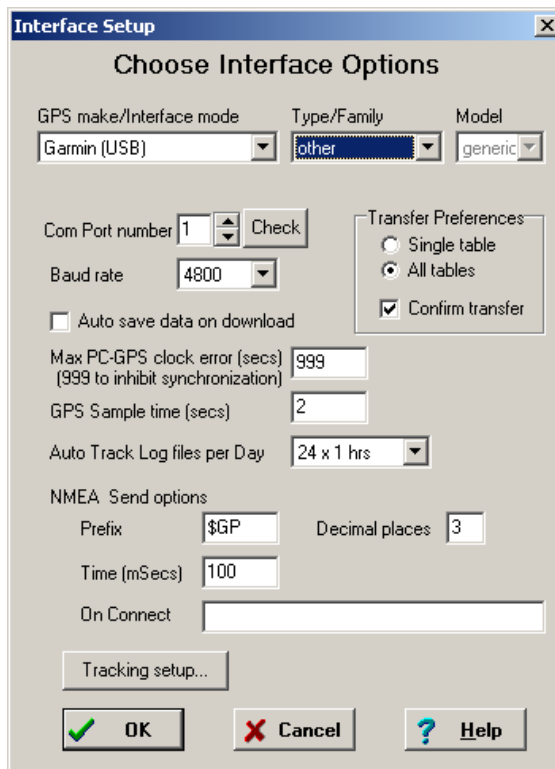 Interface Setup
Choose Interface Options
GPS make/Interface mode Type/Family Model
Garmin (USB) other generic
Com Port number 1 Check
Transfer Preferences
Single table
All tables
Confirm transfer
Baud rate 4800
Auto save data on download
Max PC-GPS clock error (secs) 999
(999 to inhibit synchronization)
GPS Sample time (secs) 2
Auto Track Log files per Day 24 x 1 hrs
NMEA Send options
Prefix $GP Decimal places 3
Time (mSecs) 100
On Connect
Tracking setup...
OK Cancel ? Help